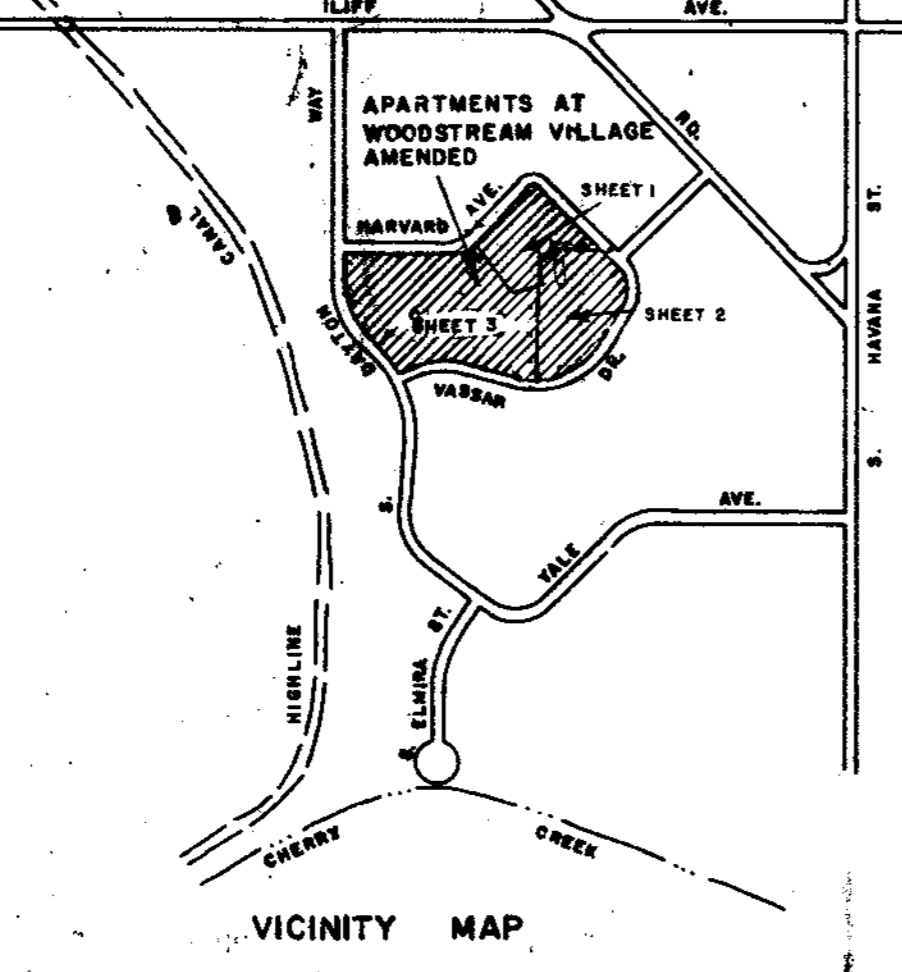 ILIFF AVE.
WAY
APARTMENTS AT
WOODSTREAM VILLAGE
AMENDED
RD.
SHEET 1
AVE.
HARVARD
ST.
CANAL
SHEET 3
SHEET 2
DAYTON
HAVANA
DR.
VASSAR
S.
S.
AVE.
YALE
ST.
HIGHLINE
ELMIRA
S.
CHERRY CREEK
VICINITY MAP